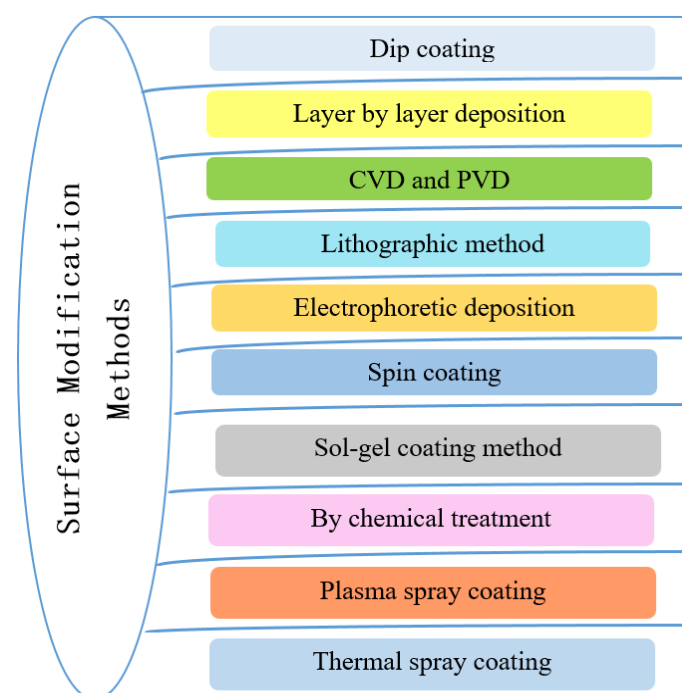 Surface Modification
Methods
Dip coating
Layer by layer deposition
CVD and PVD
Lithographic method
Electrophoretic deposition
Spin coating
Sol-gel coating method
By chemical treatment
Plasma spray coating
Thermal spray coating